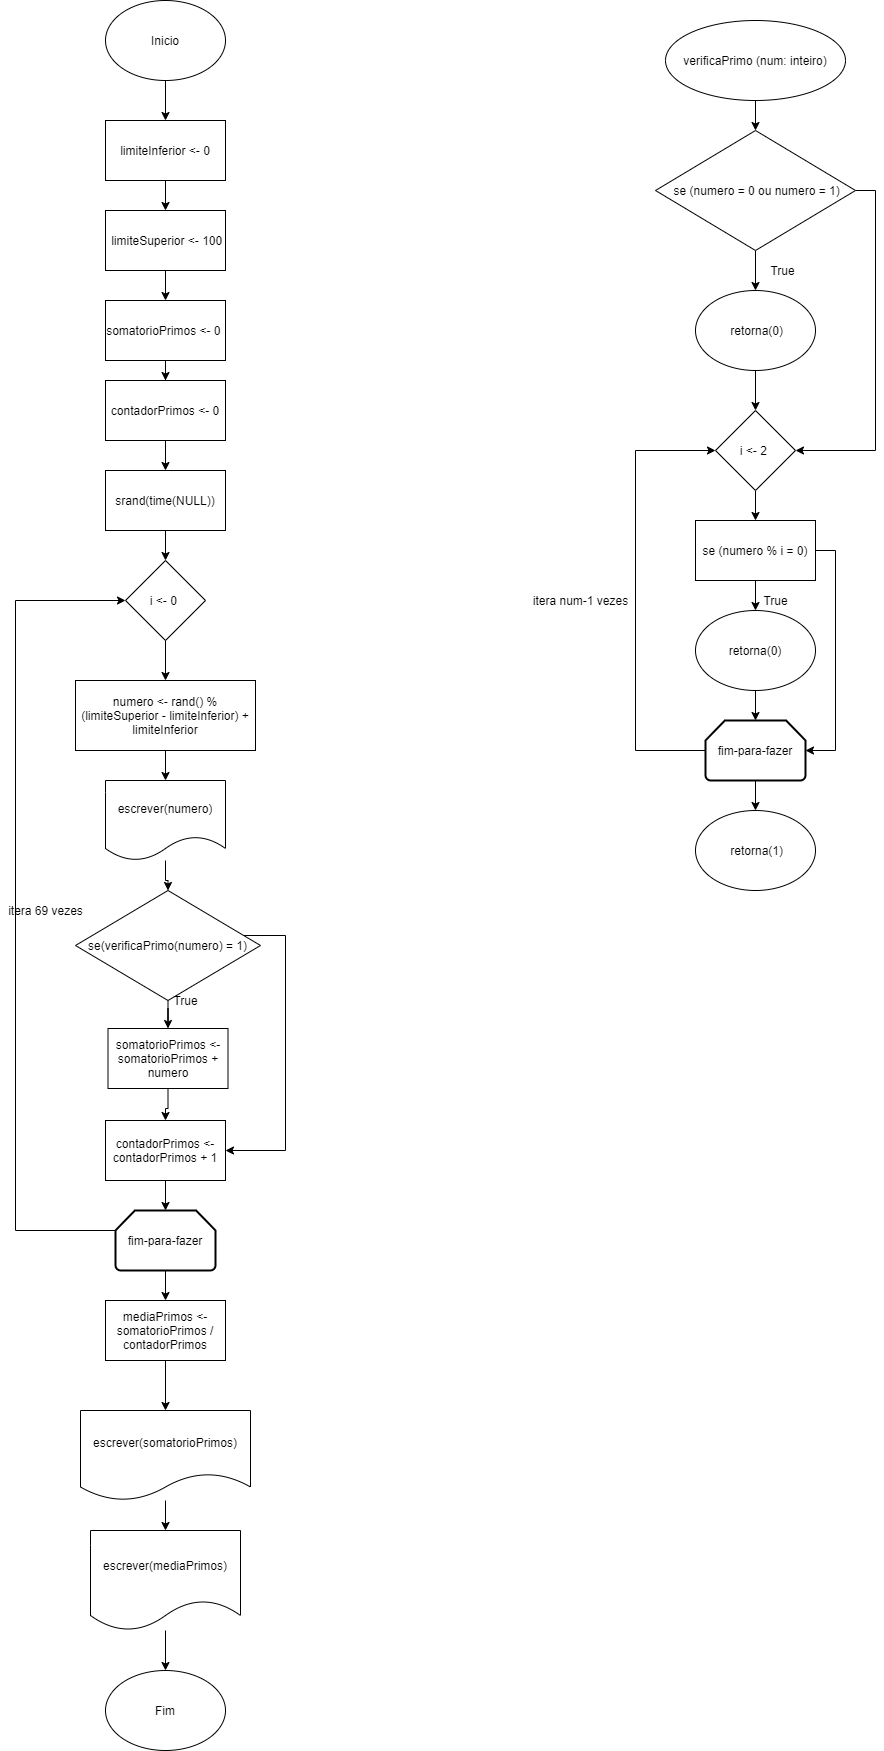 Inicio
limiteInferior <- 0
limiteSuperior <- 100
somatorioPrimos <- 0
contadorPrimos <- 0
srand(time(NULL))
i <- 0
numero <- rand() %
(limiteSuperior - limiteInferior) +
limiteInferior
escrever(numero)
itera 69 vezes
se(verificaPrimo(numero) = 1)
True
somatorioPrimos <-
somatorioPrimos +
numero
contadorPrimos <-
contadorPrimos + 1
fim-para-fazer
mediaPrimos <-
somatorioPrimos /
contadorPrimos
escrever(somatorioPrimos)
escrever(mediaPrimos)
Fim
verificaPrimo (num: inteiro)
se (numero = 0 ou numero = 1)
True
retorna(0)
i <- 2
se (numero % i = 0)
itera num-1 vezes
True
retorna(0)
fim-para-fazer
retorna(1)